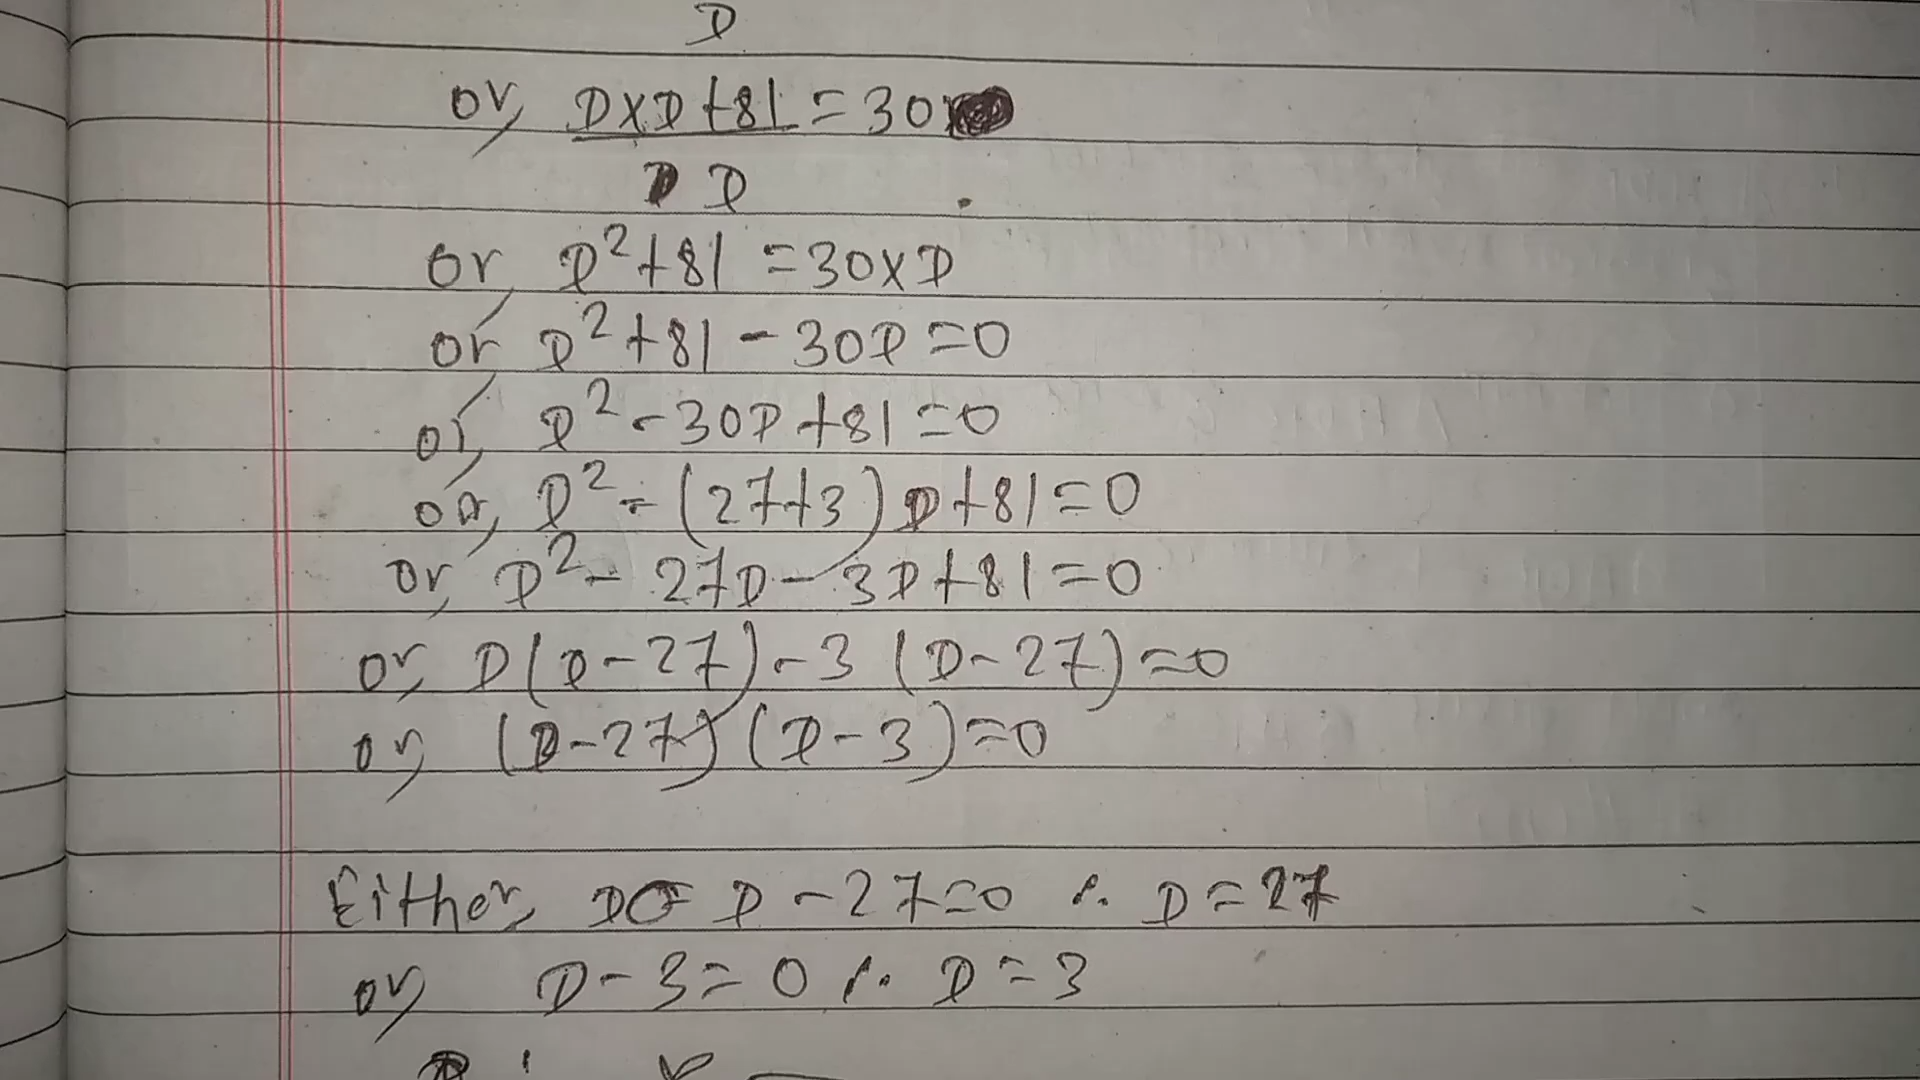 D
or, D×D+81 = 30
D
or, D²+81 = 30×D
or, D²+81 - 30D = 0
or, D² - 30D + 81 = 0
or, D² - (27+3) D + 81 = 0
or, D² - 27D - 3D + 81 = 0
or, D(D-27) - 3 (D-27) = 0
or, (D-27) (D-3) = 0
Either, D - 27 = 0 ∴ D = 27
or, D - 3 = 0 ∴ D = 3